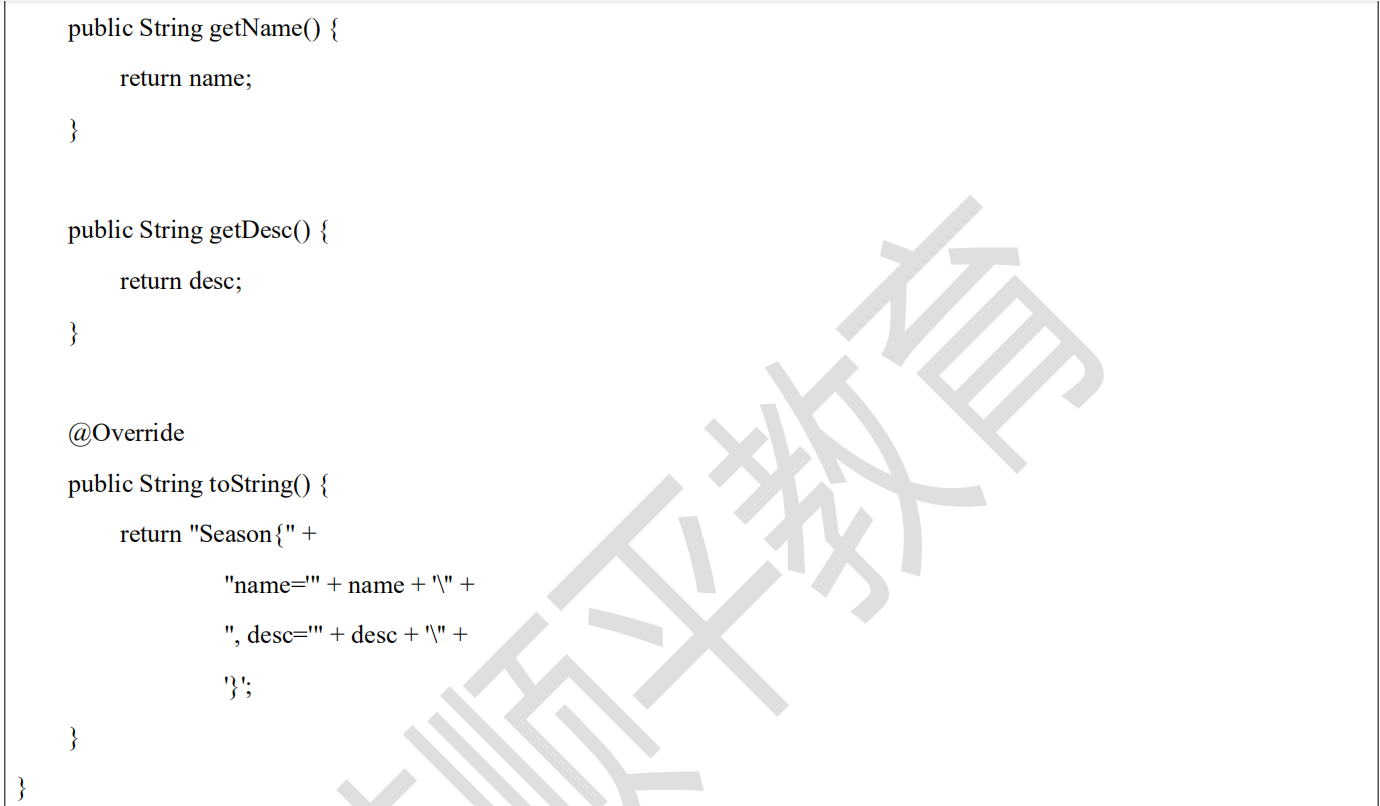 public String getName() {
return name;
}
public String getDesc() {
return desc;
}
@Override
public String toString() {
return "Season{" +
"name='" + name + '\'' +
", desc='" + desc + '\'' +
'}';
}
}
顺平教育